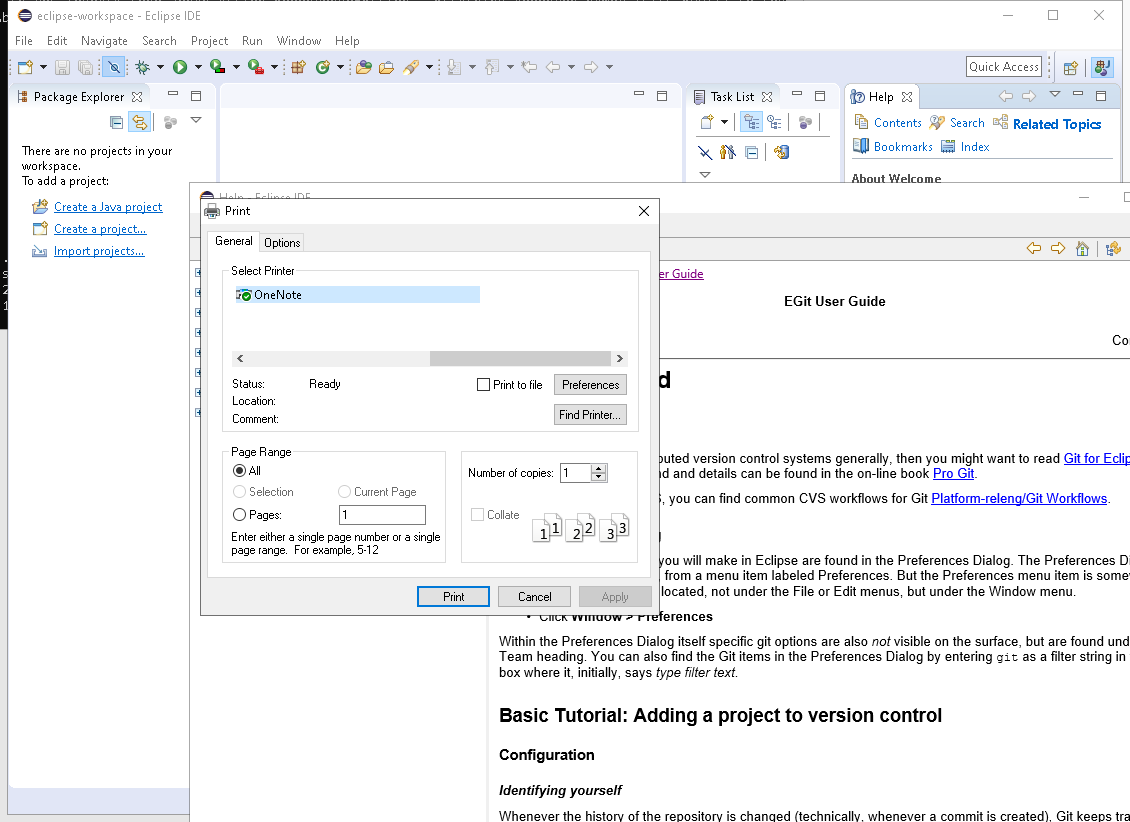 eclipse-workspace - Eclipse IDE
File Edit Navigate Search Project Run Window Help
Quick Access
Package Explorer
There are no projects in your
workspace.
To add a project:
Create a Java project
Create a project...
Import projects...
Task List
Help
Contents Search Related Topics
Bookmarks Index
About Welcome
Help - Eclipse IDE
Print
General Options
Select Printer
OneNote
Status: Ready
Location:
Comment:
Print to file
Preferences
Find Printer...
Page Range
All
Selection Current Page
Pages: 1
Enter either a single page number or a single
page range. For example, 5-12
Number of copies: 1
Collate
1 1 2 2 3 3
Print Cancel Apply
er Guide
EGit User Guide
Co
d
buted version control systems generally, then you might want to read Git for Eclip
nd and details can be found in the on-line book Pro Git.
S, you can find common CVS workflows for Git Platform-releng/Git Workflows.
you will make in Eclipse are found in the Preferences Dialog. The Preferences D
from a menu item labeled Preferences. But the Preferences menu item is some
located, not under the File or Edit menus, but under the Window menu.
• Click Window > Preferences
Within the Preferences Dialog itself specific git options are also not visible on the surface, but are found und
Team heading. You can also find the Git items in the Preferences Dialog by entering git as a filter string in
box where it, initially, says type filter text.
Basic Tutorial: Adding a project to version control
Configuration
Identifying yourself
Whenever the history of the repository is changed (technically, whenever a commit is created), Git keeps tra